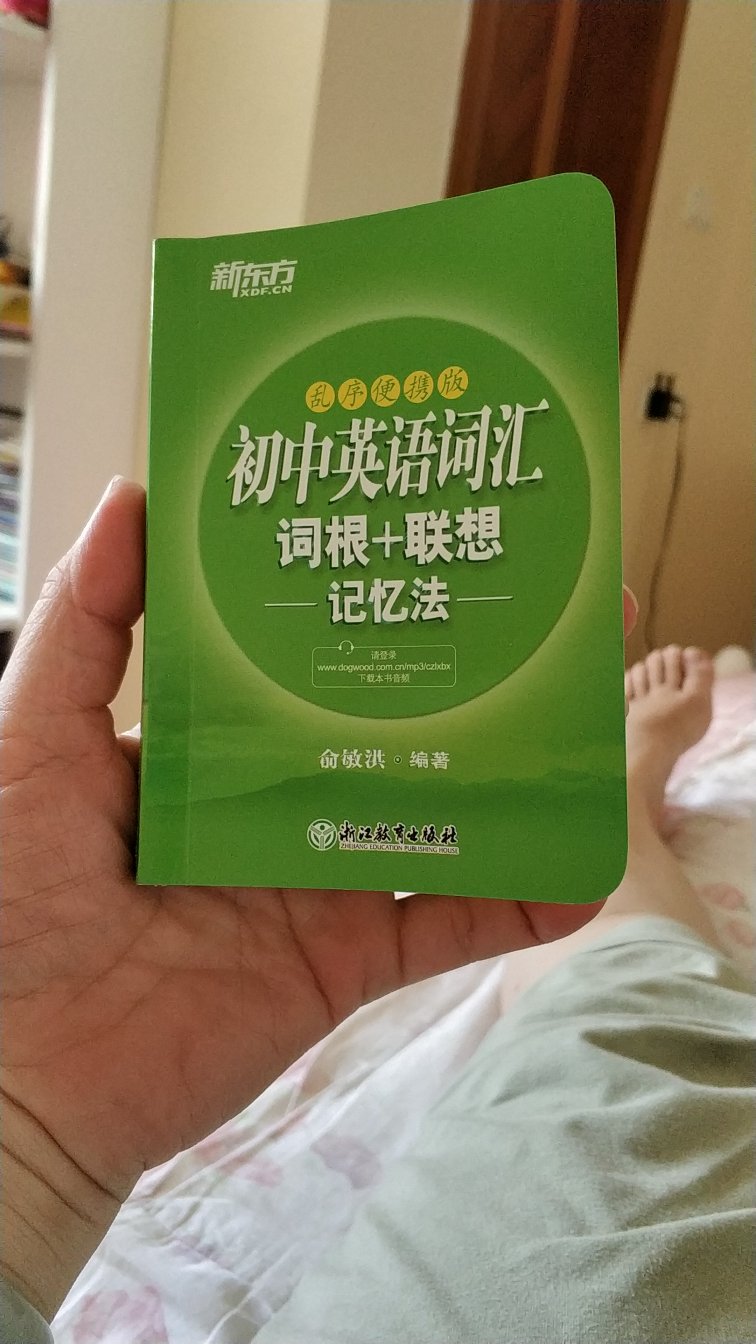 新东方
XDF.CN
乱序便携版
初中英语词汇
词根+联想
记忆法
请登录
www.dogwood.com.cn/mp3/czlxbx
下载本书音频
俞敏洪·编著
浙江教育出版社
ZHEJIANG EDUCATION PUBLISHING HOUSE